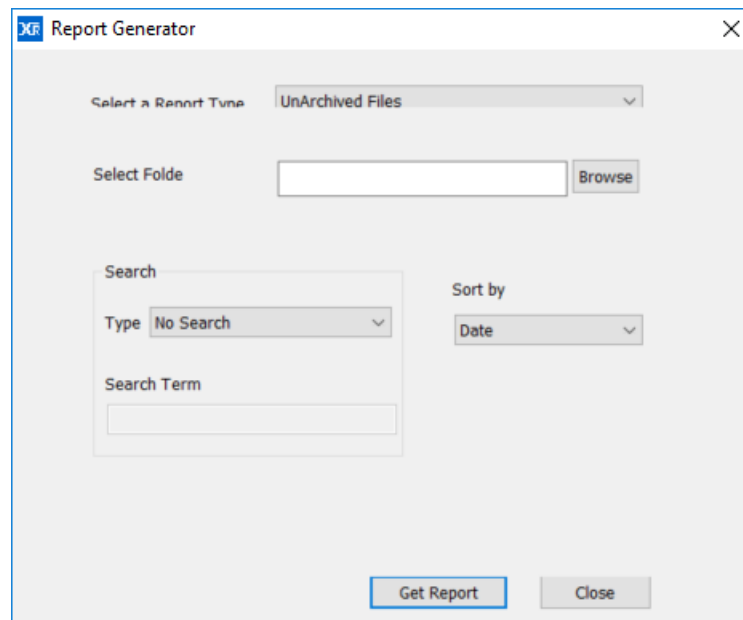 XR Report Generator
Select a Report Type UnArchived Files
Select Folde Browse
Search
Sort by
Type No Search
Date
Search Term
Get Report Close